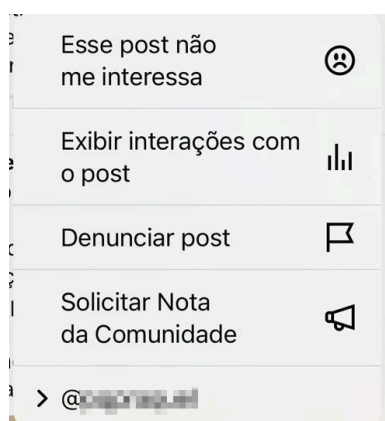 Esse post não
me interessa
Exibir interações com
o post
Denunciar post
Solicitar Nota
da Comunidade
@